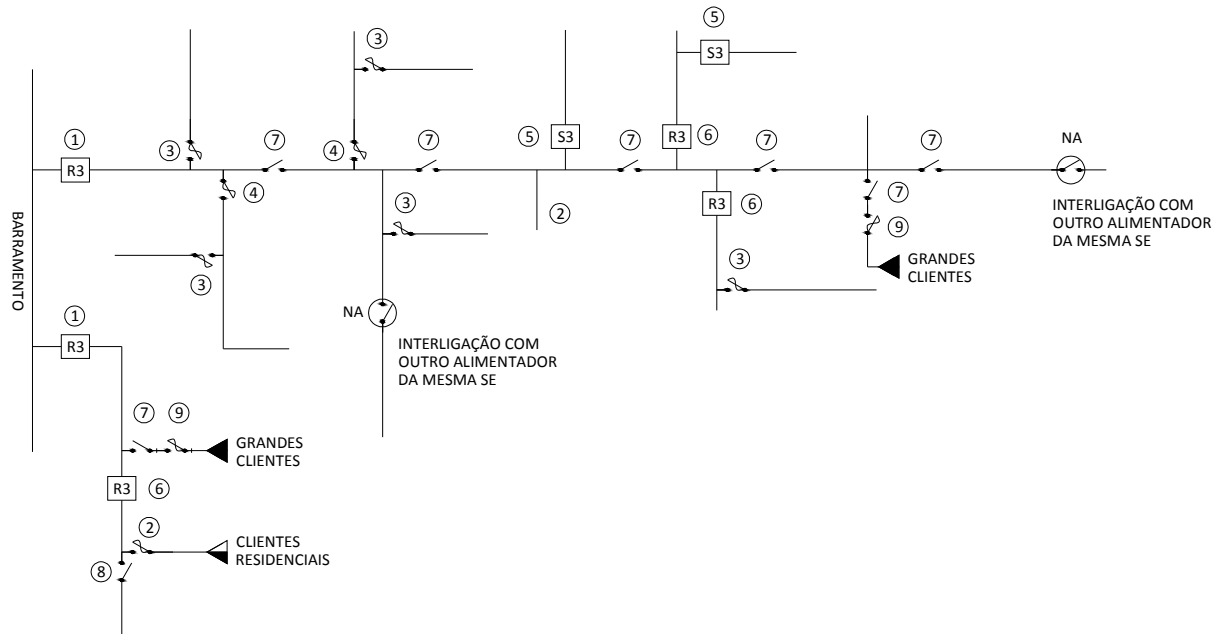 ⑤
③
S3
①
⑤
⑥
⑦
⑦
⑦
⑦
⑦
NA
③
④
S3
R3
R3
④
③
R3
⑥
②
⑦
INTERLIGAÇÃO COM
OUTRO ALIMENTADOR
DA MESMA SE
⑨
BARRAMENTO
③
③
GRANDES
CLIENTES
①
NA
R3
INTERLIGAÇÃO COM
OUTRO ALIMENTADOR
DA MESMA SE
⑦
⑨
GRANDES
CLIENTES
R3
⑥
②
CLIENTES
RESIDENCIAIS
⑧